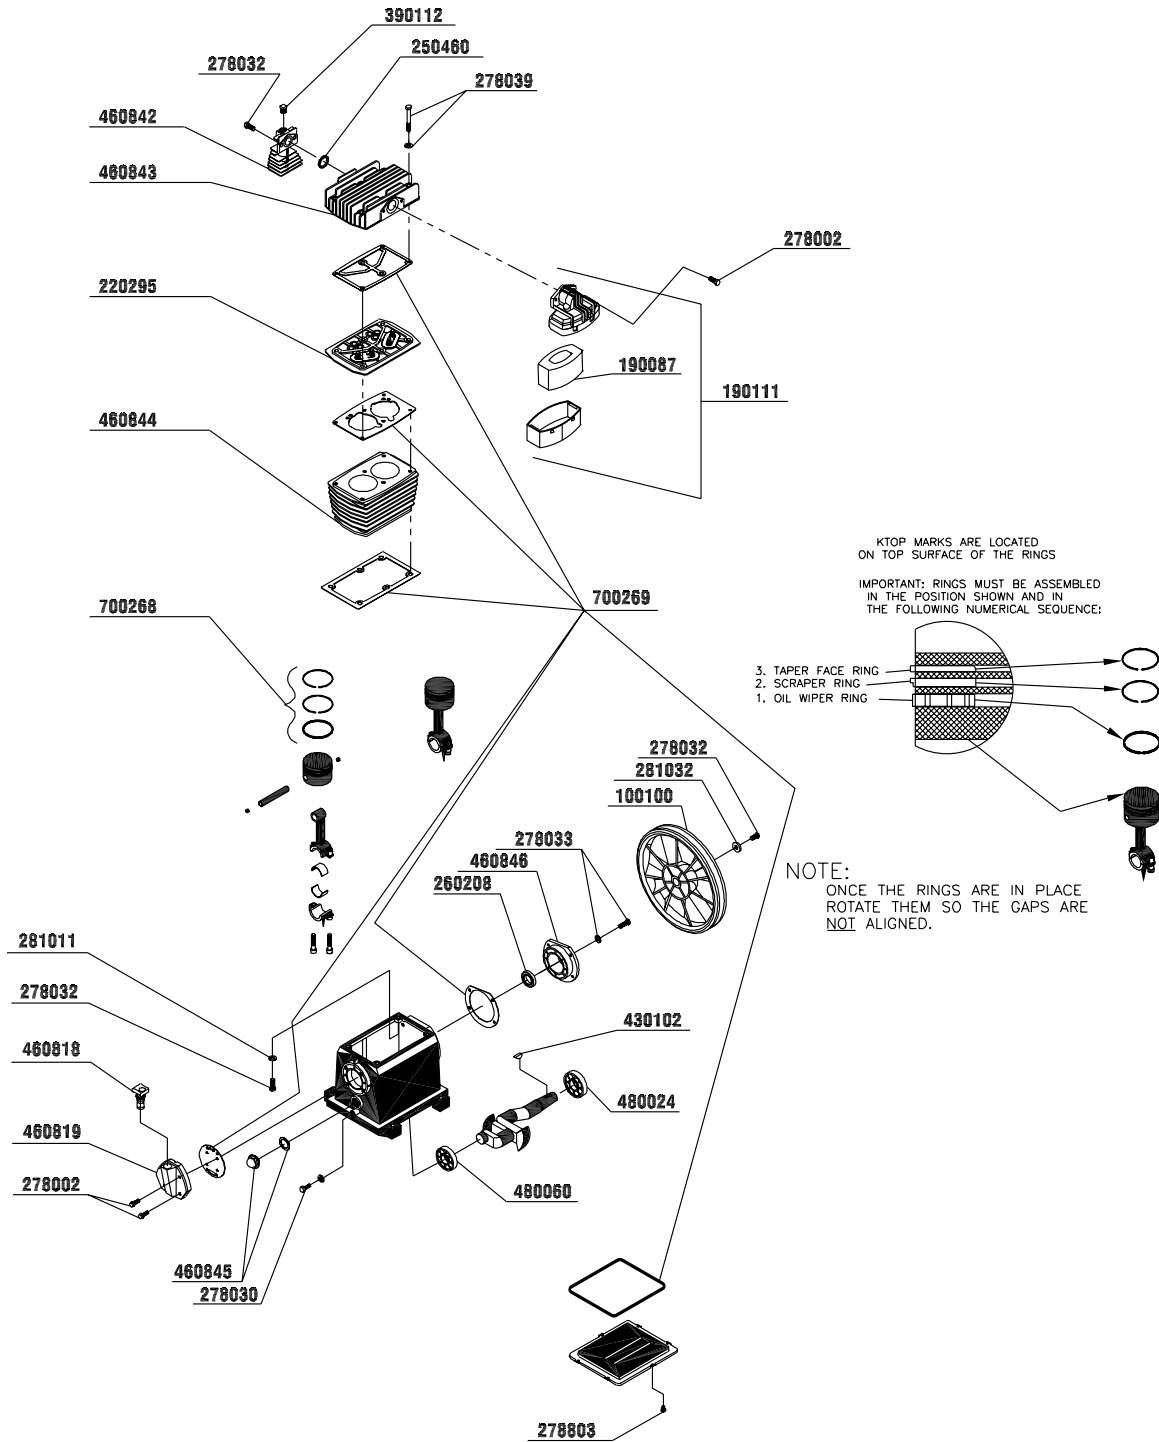 390112
250460
278032
278039
460842
460843
278002
220295
190087
190111
460844
KTOP MARKS ARE LOCATED
ON TOP SURFACE OF THE RINGS
IMPORTANT: RINGS MUST BE ASSEMBLED
IN THE POSITION SHOWN AND IN
THE FOLLOWING NUMERICAL SEQUENCE:
700269
700268
3. TAPER FACE RING
2. SCRAPER RING
1. OIL WIPER RING
278032
281032
100100
278033
460846
260208
NOTE:
ONCE THE RINGS ARE IN PLACE
ROTATE THEM SO THE GAPS ARE
NOT ALIGNED.
281011
278032
430102
460818
480024
460819
278002
480060
460845
278030
278803